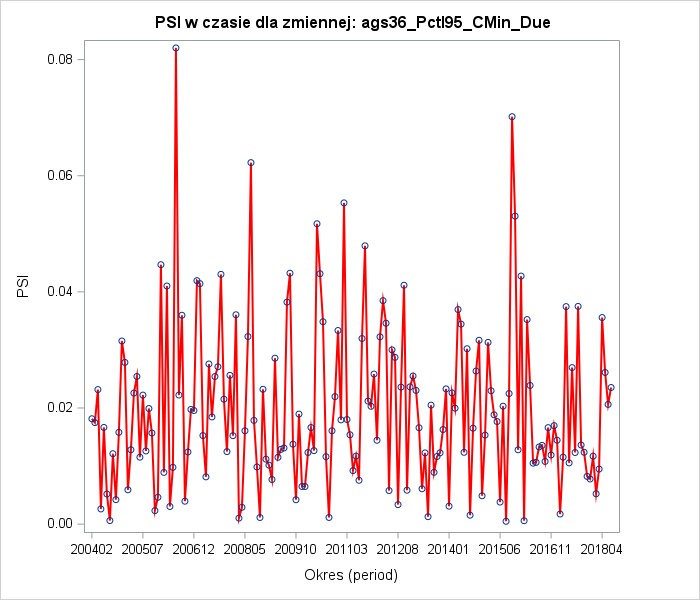 PSI w czasie dla zmiennej: ags36_Pctl95_CMin_Due
0.08
0.06
0.04
0.02
0.00
PSI
200402 200507 200612 200805 200910 201103 201208 201401 201506 201611 201804
Okres (period)